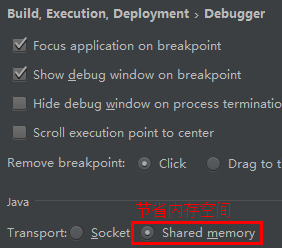 Build, Execution, Deployment › Debugger
Focus application on breakpoint
Show debug window on breakpoint
Hide debug window on process terminatio
Scroll execution point to center
Remove breakpoint: Click Drag to t
Java
节省内存空间
Transport: Socket Shared memory